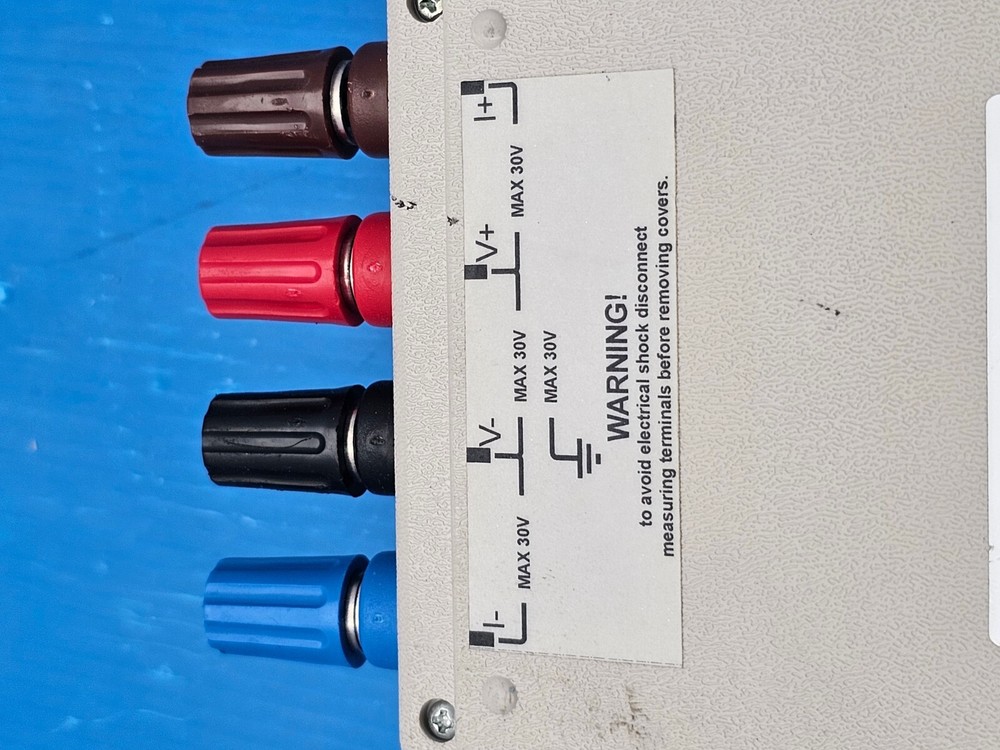 I- V- V+ I+
MAX 30V MAX 30V MAX 30V
MAX 30V
WARNING!
to avoid electrical shock disconnect
measuring terminals before removing covers.